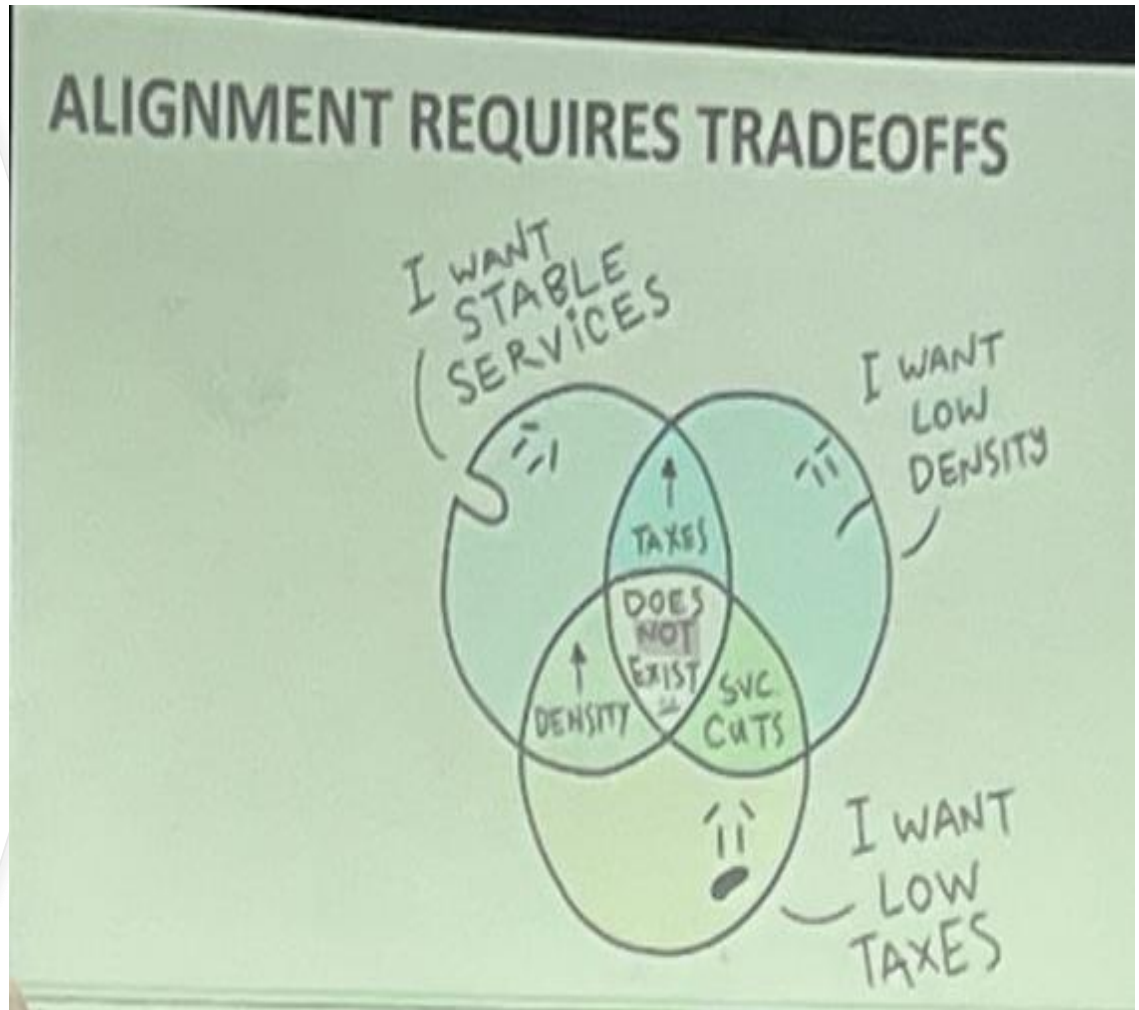 ALIGNMENT REQUIRES TRADEOFFS
I WANT
STABLE
SERVICES
I WANT
LOW
DENSITY
↑
TAXES
DOES
NOT
EXIST
↑
DENSITY
SVC
CUTS
I WANT
LOW
TAXES